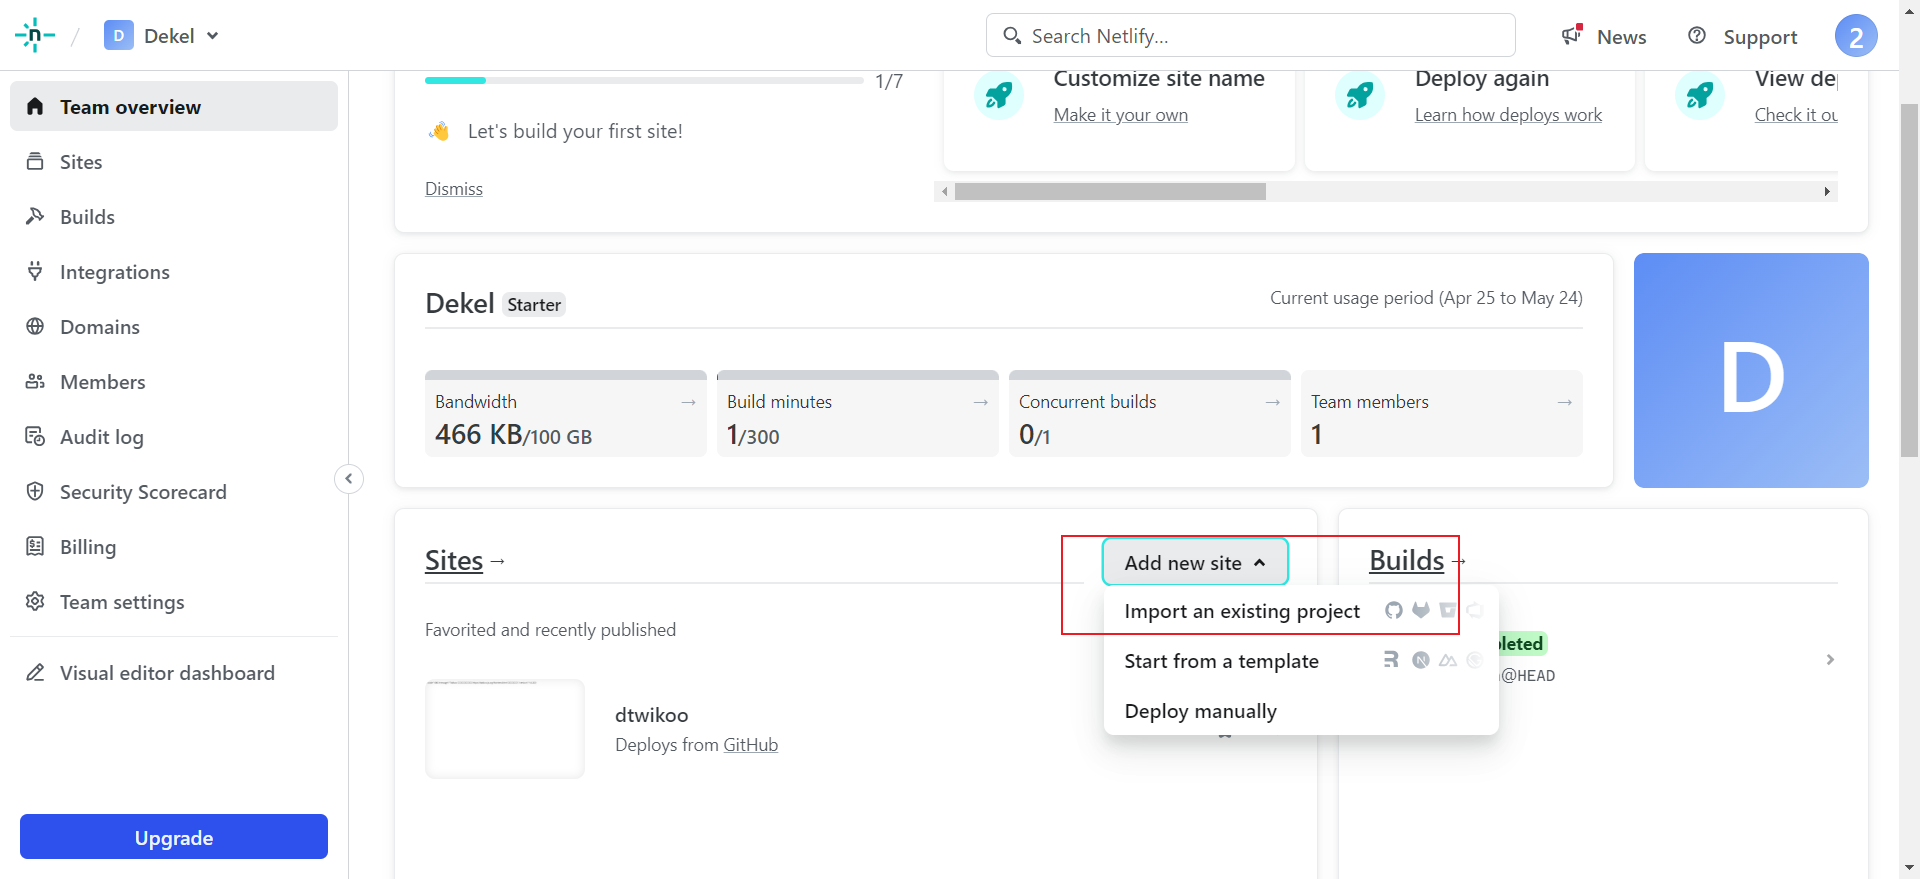 D Dekel
Search Netlify...
News
Support
2
Team overview
Sites
Builds
Integrations
Domains
Members
Audit log
Security Scorecard
Billing
Team settings
Visual editor dashboard
Upgrade
1/7
Let's build your first site!
Dismiss
Customize site name
Make it your own
Deploy again
Learn how deploys work
View de
Check it ou
Dekel Starter
Current usage period (Apr 25 to May 24)
Bandwidth →
466 KB/100 GB
Build minutes →
1/300
Concurrent builds →
0/1
Team members →
1
D
Sites →
Add new site
Import an existing project
Start from a template
Deploy manually
Favorited and recently published
dtwikoo
Deploys from GitHub
Builds →
leted
@HEAD